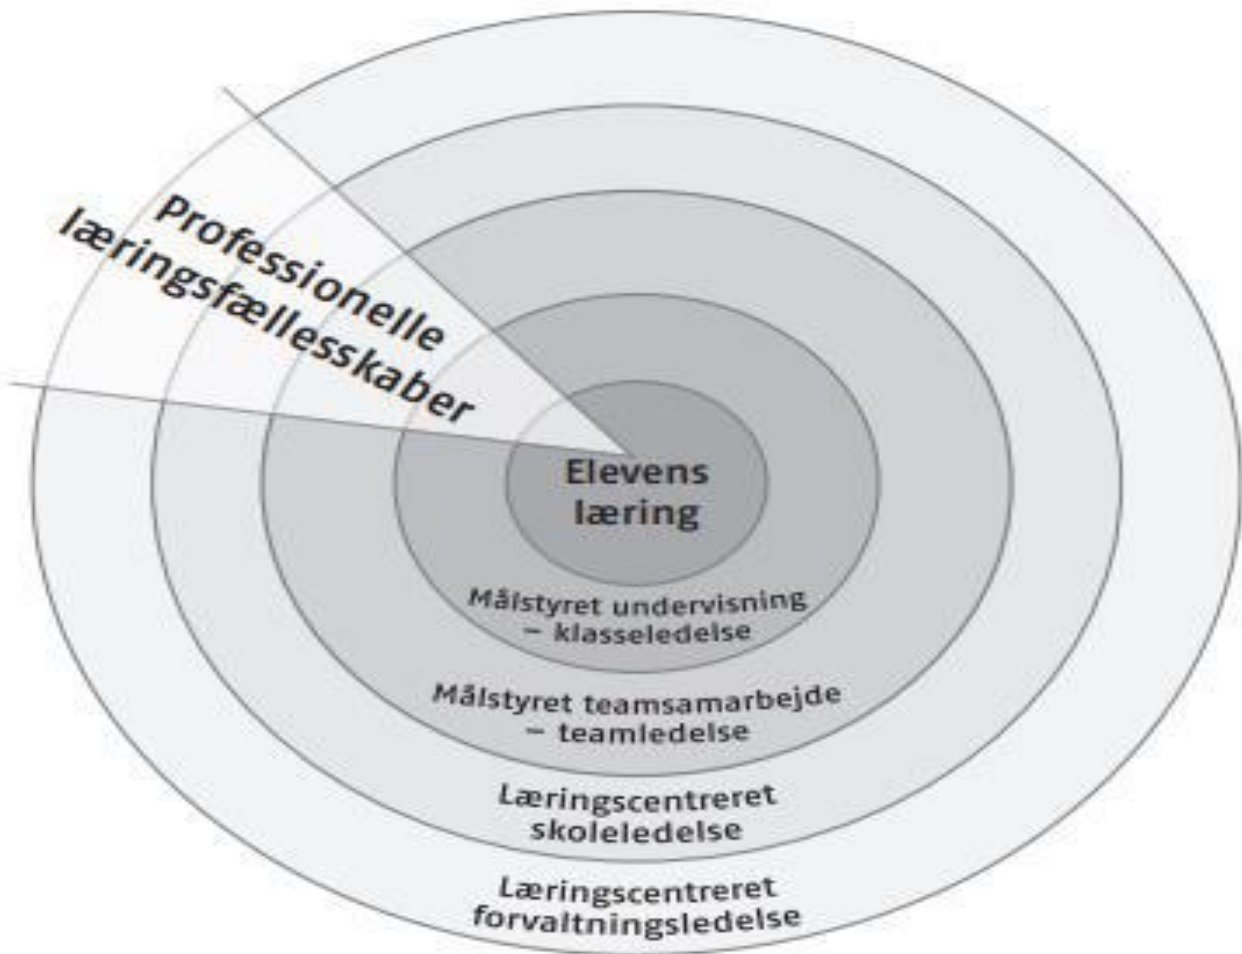 Professionelle
læringsfællesskaber
Elevens
læring
Målstyret undervisning
– klasseledelse
Målstyret teamsamarbejde
– teamledelse
Læringscentreret
skoleledelse
Læringscentreret
forvaltningsledelse